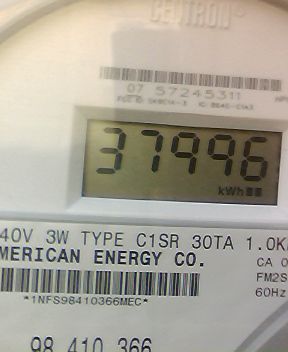 CENTRON
07 57245311
37996
kWh
40V 3W TYPE C1SR 30TA 1.0K
MERICAN ENERGY CO.
CA 0
*1NFS98410366MEC*
FM2S
60Hz
98 410 366